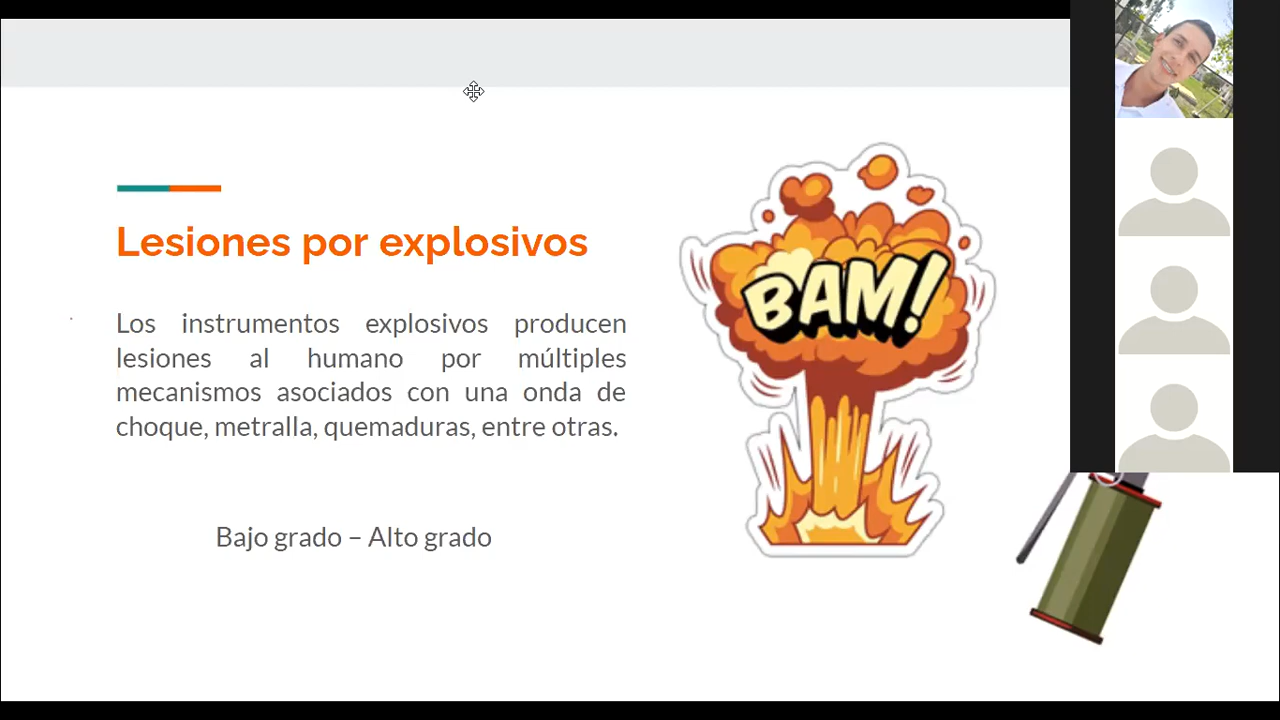 Lesiones por explosivos
Los instrumentos explosivos producen
lesiones al humano por múltiples
mecanismos asociados con una onda de
choque, metralla, quemaduras, entre otras.
Bajo grado – Alto grado
BAM!